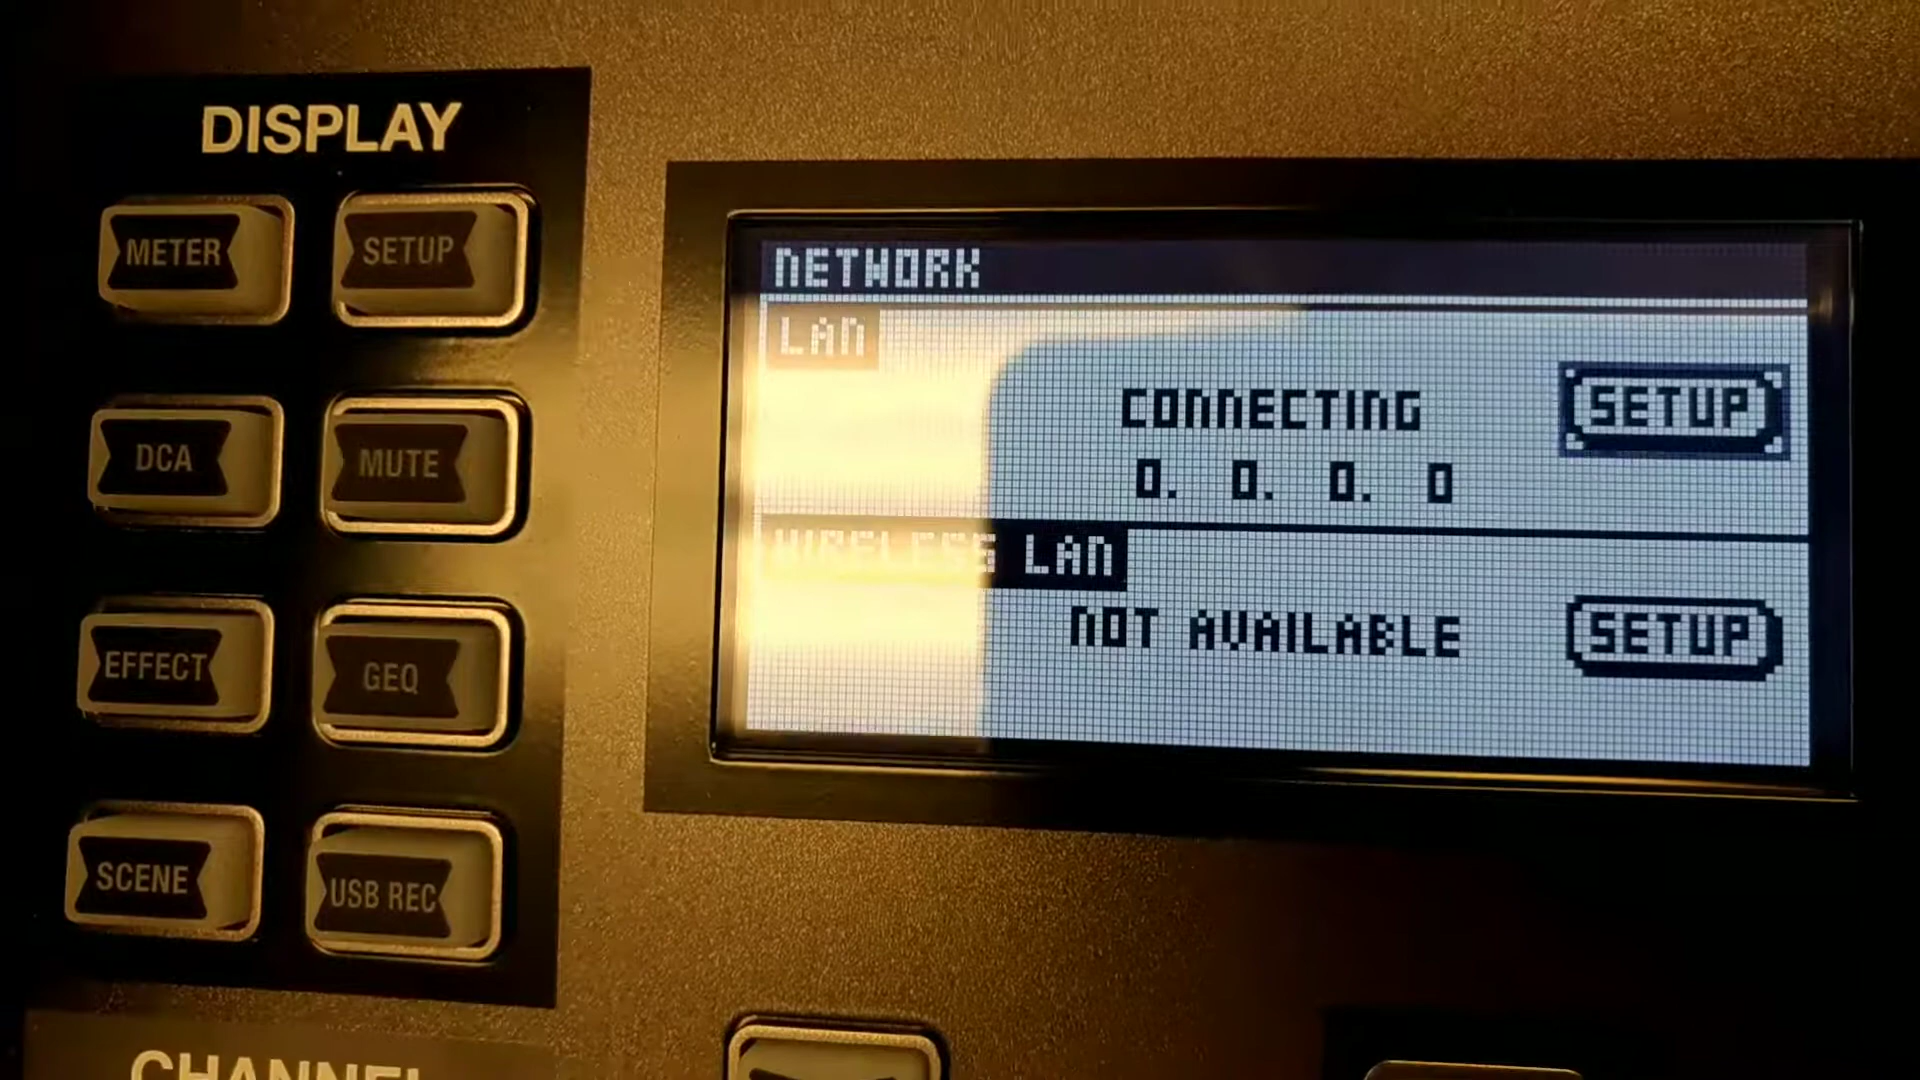 DISPLAY
METER
SETUP
DCA
MUTE
EFFECT
GEQ
SCENE
USB REC
CHANNEL
NETWORK
LAN
CONNECTING
SETUP
0. 0. 0. 0
WIRELESS LAN
NOT AVAILABLE
SETUP